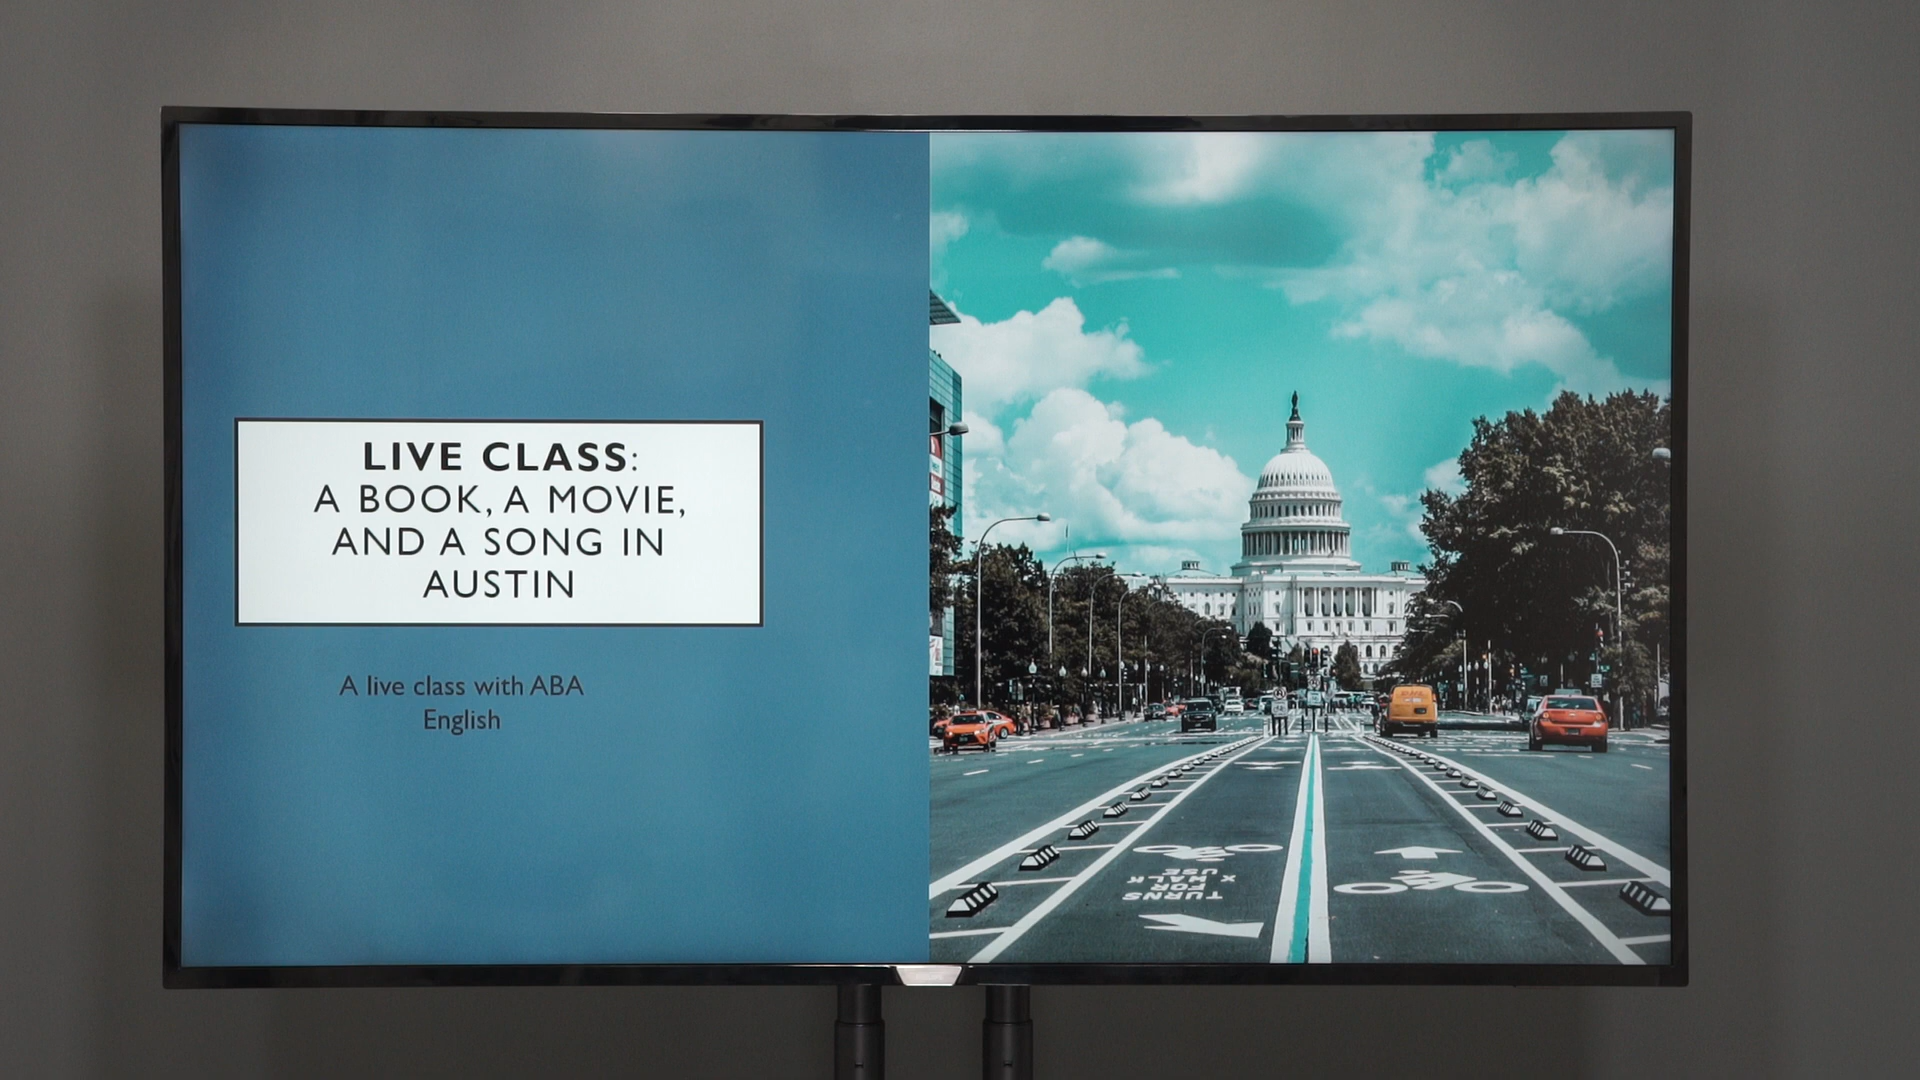 LIVE CLASS:
A BOOK, A MOVIE,
AND A SONG IN
AUSTIN
A live class with ABA
English
TURNS
FOR
X WALK
USE